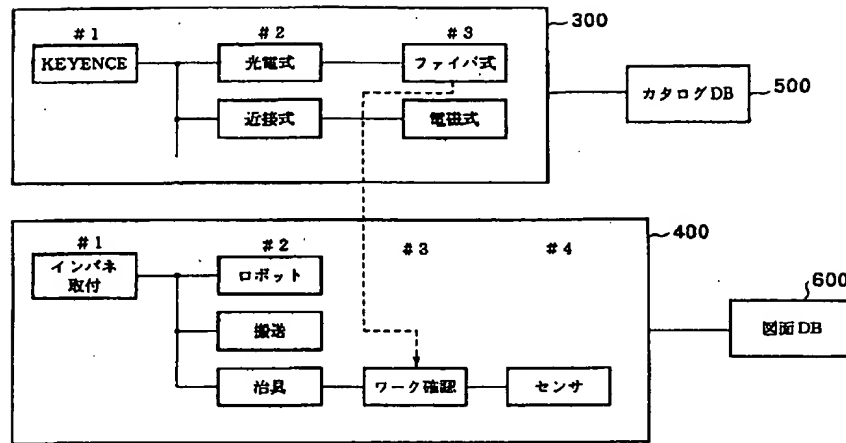 #1 #2 #3 300
KEYENCE 光電式 ファイバ式
カタログDB 500
近接式 電磁式
#1 #2 #3 #4 400
インパネ
取付
ロボット
600
搬送
図面DB
治具 ワーク確認 センサ